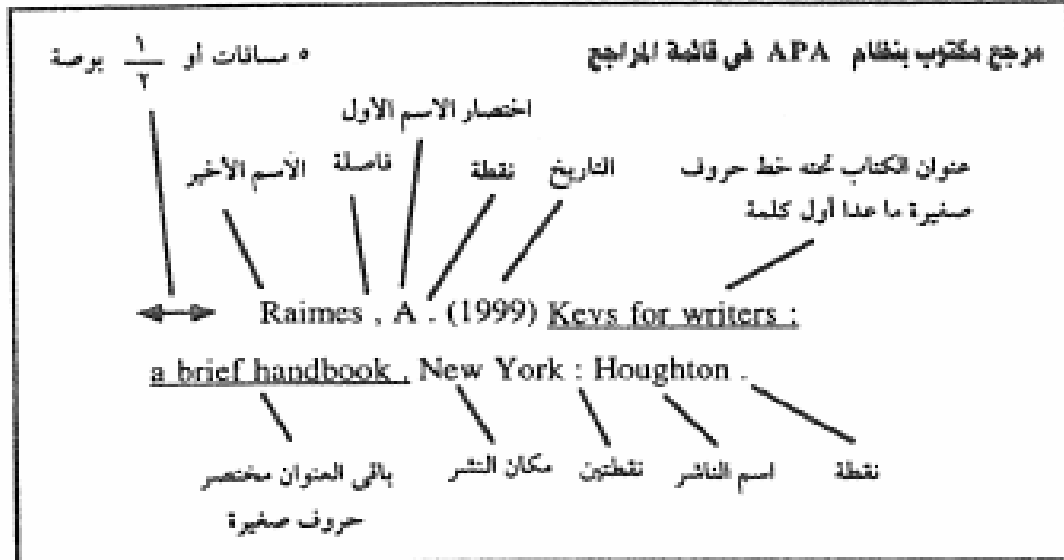 مرجع مكتوب بنظام APA في قائمة المراجع
٥ مسافات أو ١/٢ بوصة
اختصار الاسم الأول
عنوان الكتاب تحته خط حروف
صغيرة ما عدا أول كلمة
التاريخ
نقطة
فاصلة
الاسم الأخير
Raimes , A . (1999) Keys for writers :
a brief handbook . New York : Houghton .
باقى العنوان مختصر
حروف صغيرة
مكان النشر
نقطتين
اسم الناشر
نقطة